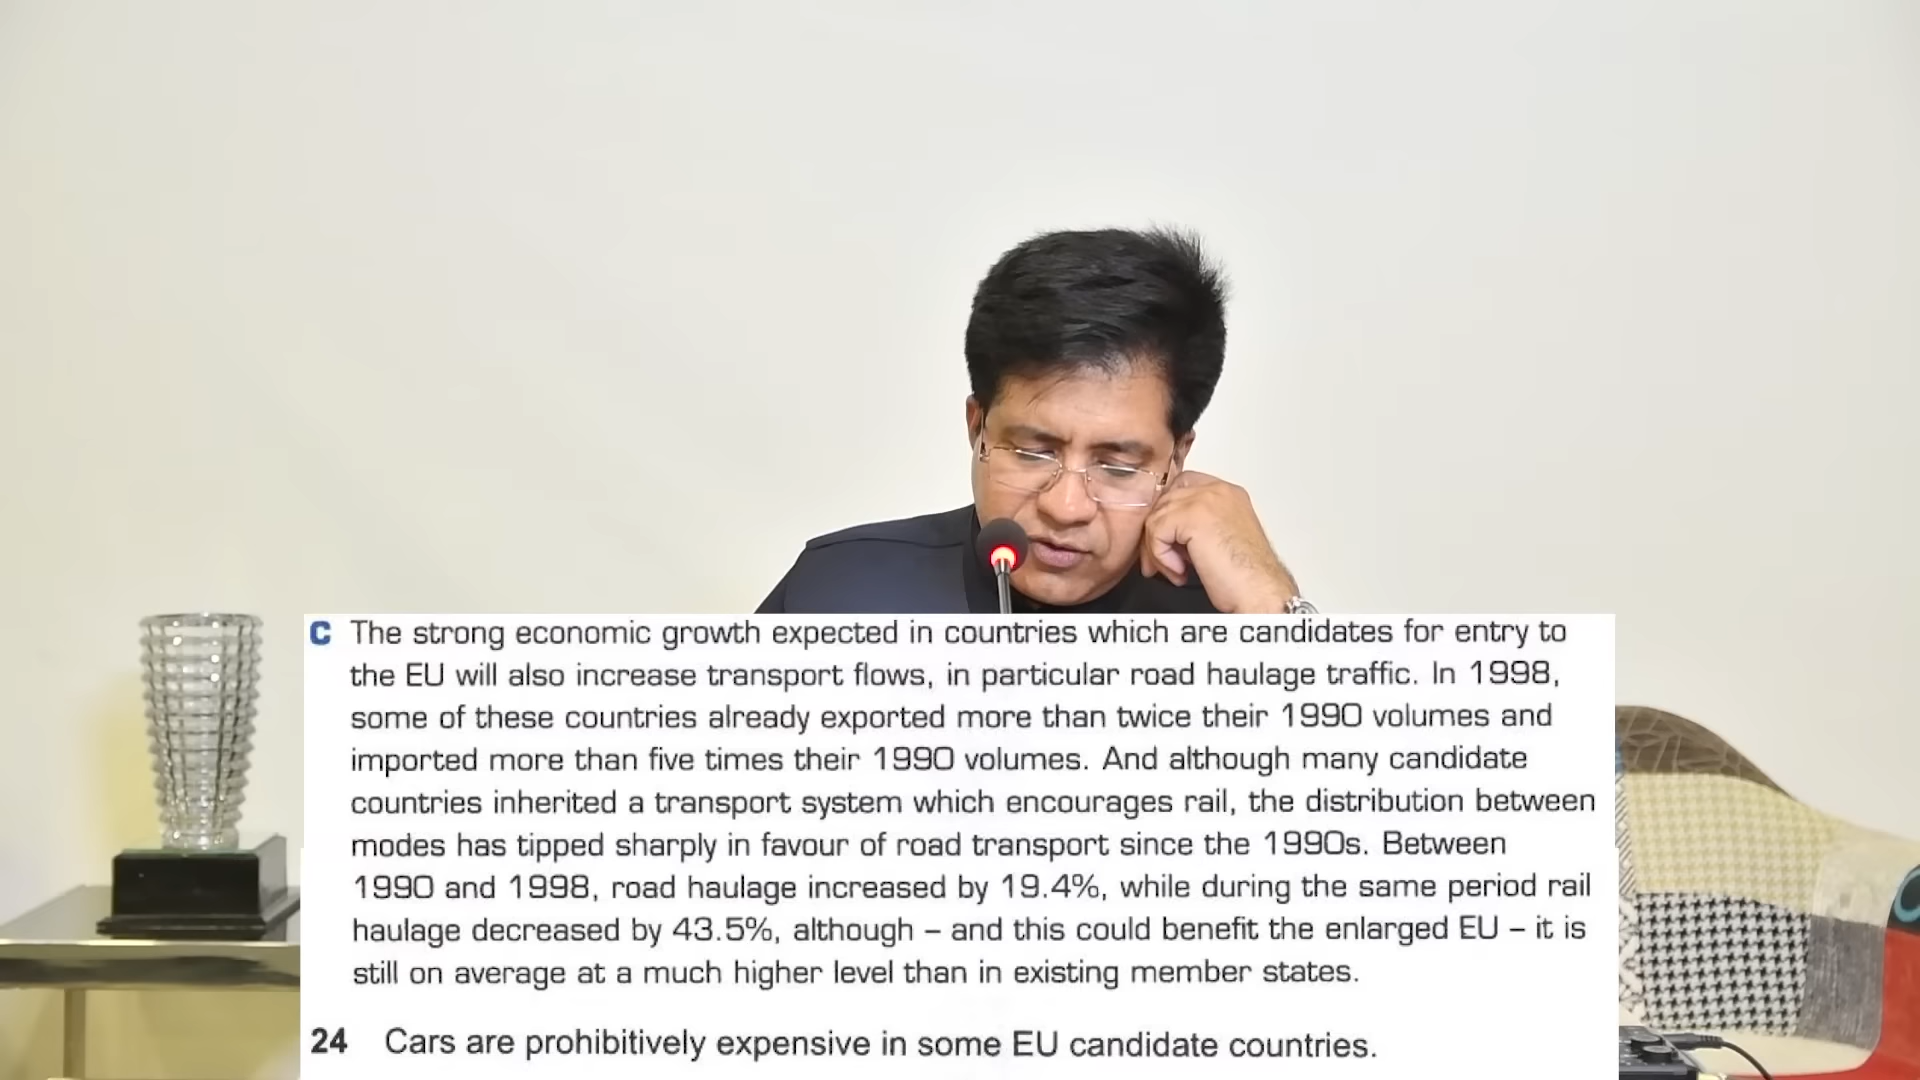 C The strong economic growth expected in countries which are candidates for entry to
the EU will also increase transport flows, in particular road haulage traffic. In 1998,
some of these countries already exported more than twice their 1990 volumes and
imported more than five times their 1990 volumes. And although many candidate
countries inherited a transport system which encourages rail, the distribution between
modes has tipped sharply in favour of road transport since the 1990s. Between
1990 and 1998, road haulage increased by 19.4%, while during the same period rail
haulage decreased by 43.5%, although – and this could benefit the enlarged EU – it is
still on average at a much higher level than in existing member states.
24 Cars are prohibitively expensive in some EU candidate countries.